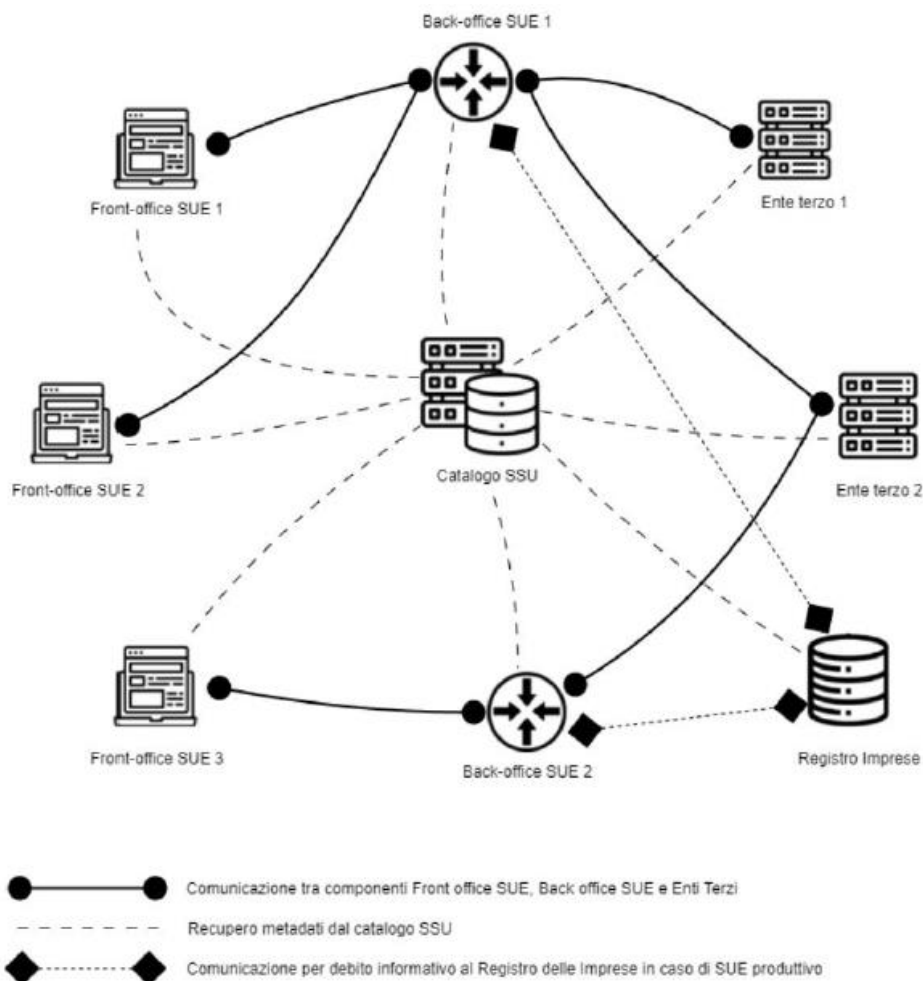 Back-office SUE 1
Front-office SUE 1
Ente terzo 1
Front-office SUE 2
Catalogo SSU
Ente terzo 2
Front-office SUE 3
Back-office SUE 2
Registro Imprese
Comunicazione tra componenti Front office SUE, Back office SUE e Enti Terzi
Recupero metadati dal catalogo SSU
Comunicazione per debito informativo al Registro delle Imprese in caso di SUE produttivo